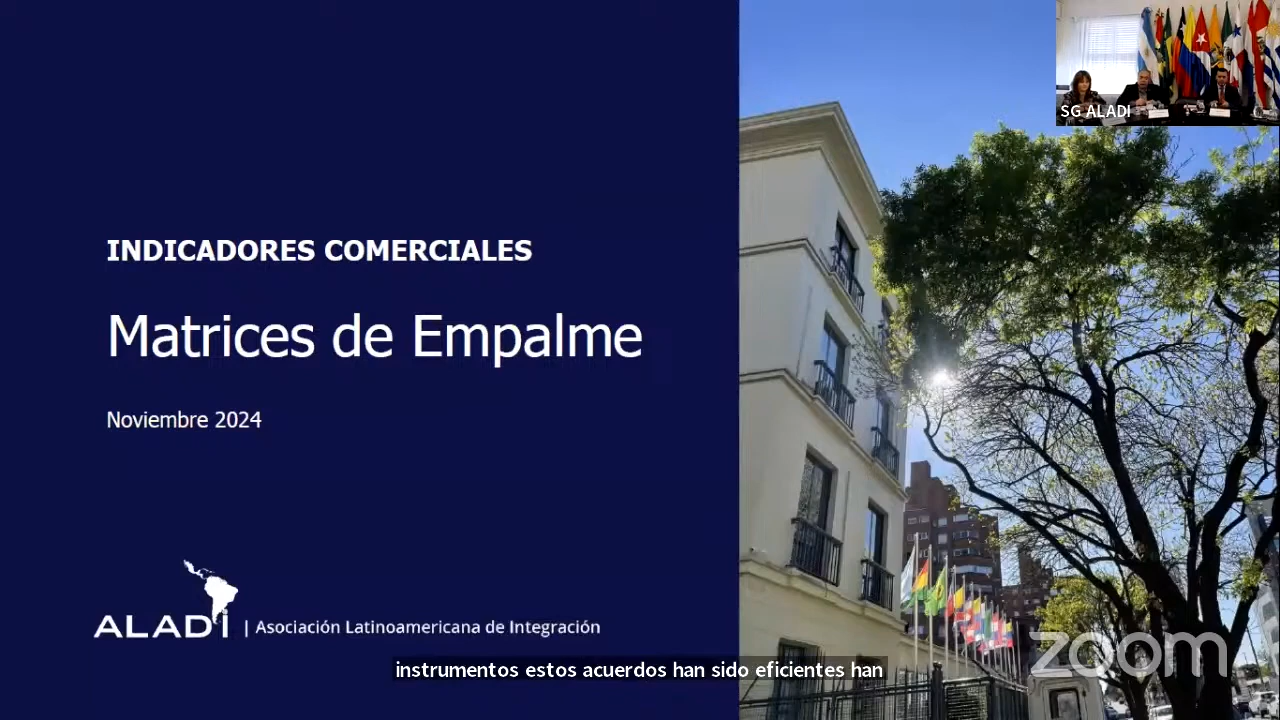 SG ALADI
INDICADORES COMERCIALES
Matrices de Empalme
Noviembre 2024
ALADI | Asociación Latinoamericana de Integración
instrumentos estos acuerdos han sido eficientes han
zoom